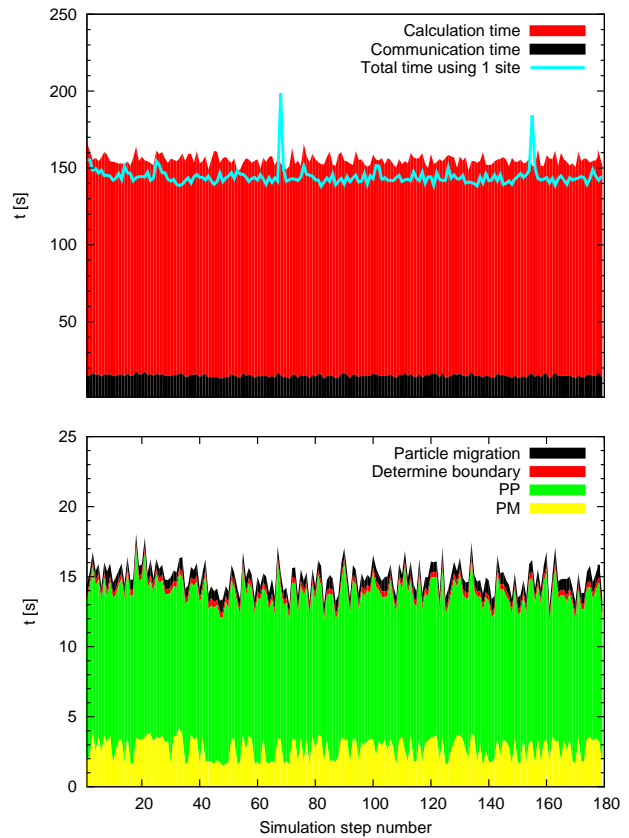 250
200
150
100
50
t [s]
Calculation time
Communication time
Total time using 1 site
25
20
15
10
5
0
t [s]
Particle migration
Determine boundary
PP
PM
20 40 60 80 100 120 140 160 180
Simulation step number